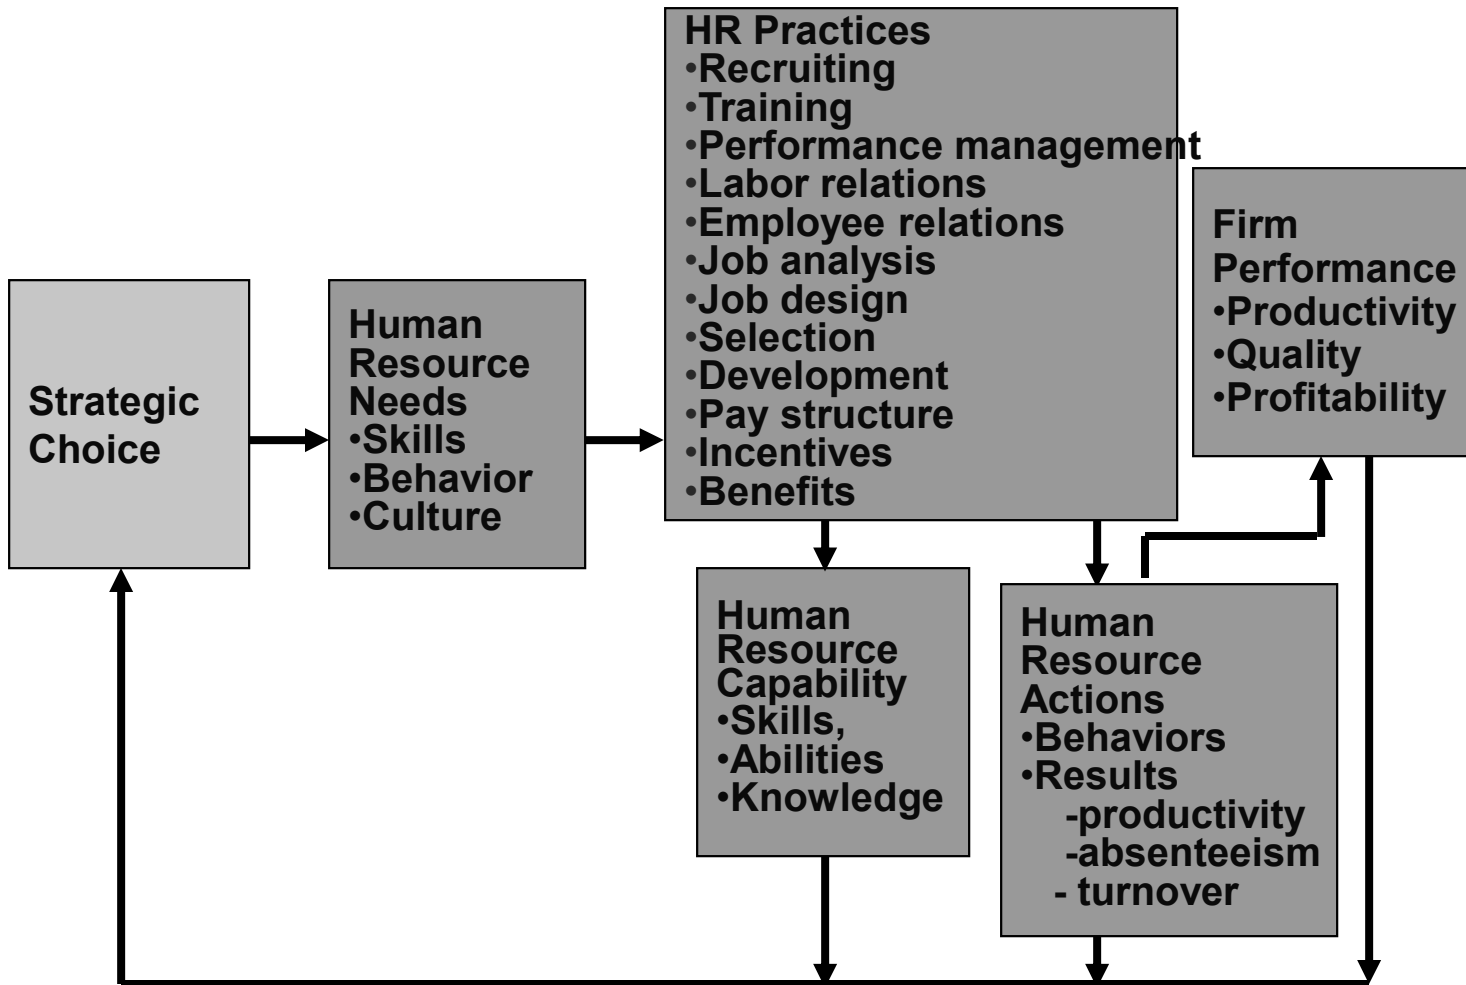 Strategic
Choice
Human
Resource
Needs
•Skills
•Behavior
•Culture
HR Practices
•Recruiting
•Training
•Performance management
•Labor relations
•Employee relations
•Job analysis
•Job design
•Selection
•Development
•Pay structure
•Incentives
•Benefits
Human
Resource
Capability
•Skills,
•Abilities
•Knowledge
Human
Resource
Actions
•Behaviors
•Results
-productivity
-absenteeism
- turnover
Firm
Performance
•Productivity
•Quality
•Profitability